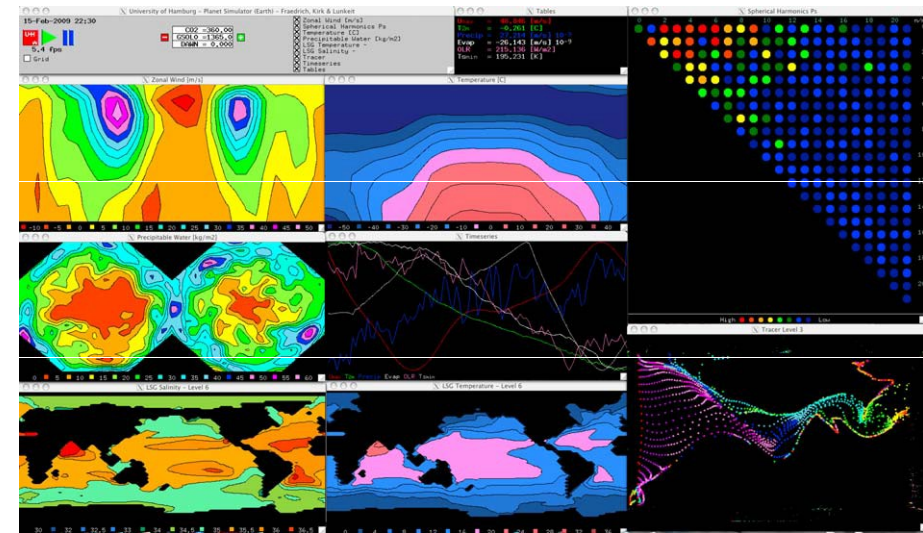 University of Hamburg - Planet Simulator (Earth) - Fraedrich, Kirk & Lunkeit
15-Feb-2009 22:30
5.4 fps
Grid
CO2 =360.00
GSOL0 =1365.0
DAWN = 0.000
Zonal Wind [m/s]
Spherical Harmonics Ps
Temperature [C]
Precipitable Water [kg/m2]
LSG Temperature -
LSG Salinity -
Tracer
Timeseries
Tables
Tables
Precip
Evap = -26,143 [m/s] 10-9
OLR = 215,136 [W/m2]
Tmin = 195,231 [K]
Spherical Harmonics Ps
n/s 0 2 4 6 8 10 12 14 16 18 20
High Low
Zonal Wind [m/s]
-10 -5 0 5 10 15 20 25 30 35 40 45 50
Temperature [C]
-50 -40 -30 -20 -10 0 10 20 30 40
Precipitable Water [kg/m2]
0 5 10 15 20 25 30 35 40 45 50 55 60
Timeseries
Evap OLR Tmin
Tracer Level 3
LSG Salinity - Level 6
30 32 32.5 33 34 35 35.5 36 36.5
LSG Temperature - Level 6
0 4 8 12 16 20 24 28 32 36